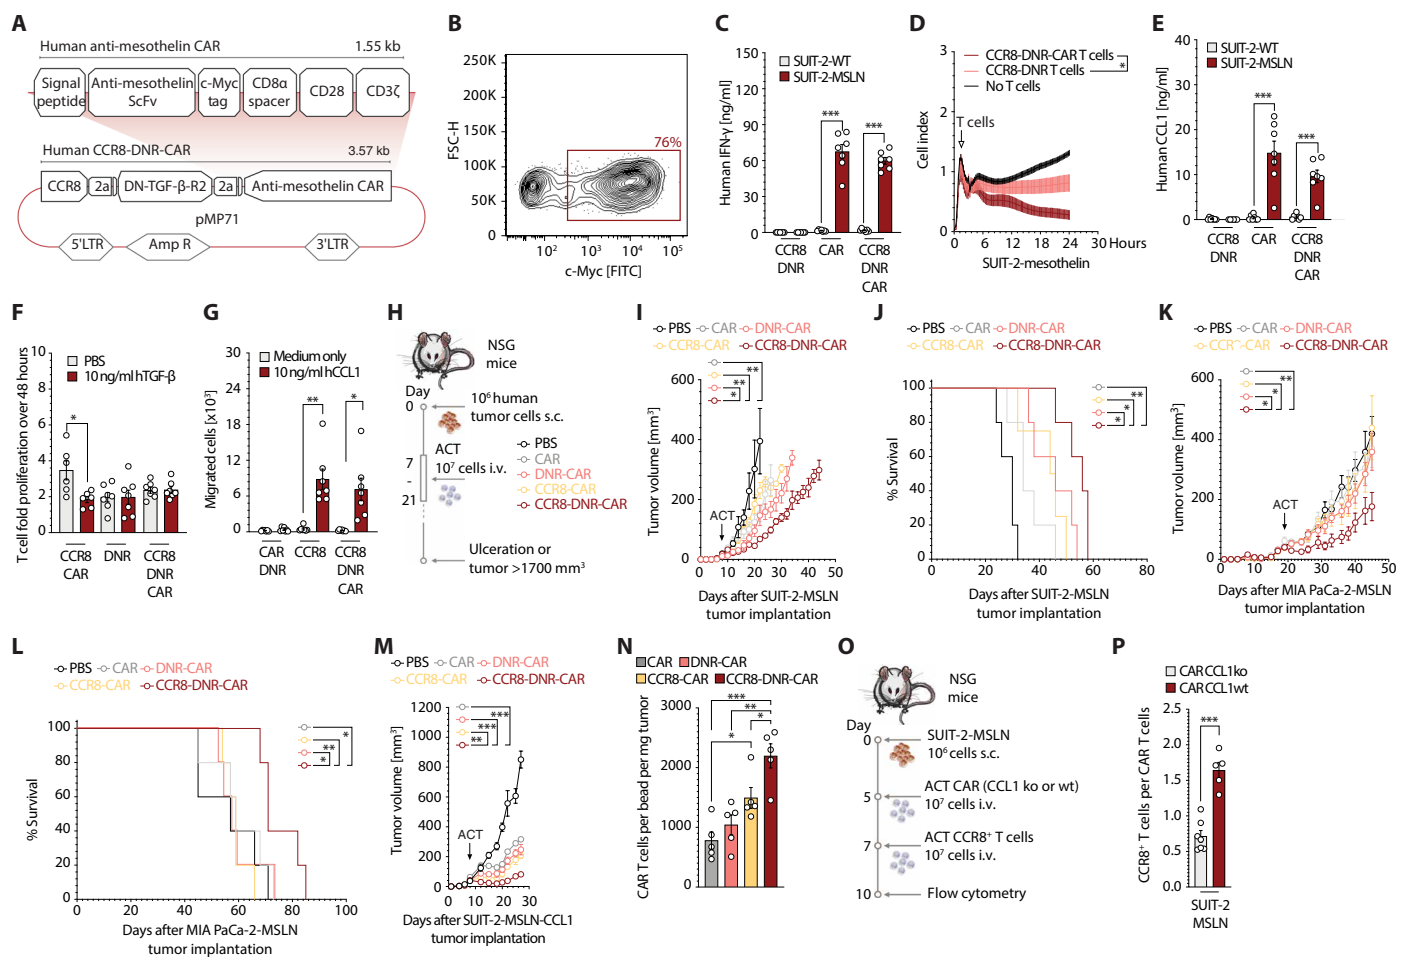 A
Human anti-mesothelin CAR
1.55 kb
Signal peptide
Anti-mesothelin ScFv
c-Myc tag
CD8α spacer
CD28
CD3ζ
Human CCR8-DNR-CAR
3.57 kb
CCR8
2a
DN-TGF-β-R2
2a
Anti-mesothelin CAR
pMP71
5'LTR
Amp R
3'LTR
B
FSC-H
250K
200K
150K
100K
50K
0
76%
10²
10³
10⁴
10⁵
c-Myc [FITC]
C
Human IFN-γ [ng/ml]
150
120
90
60
30
0
SUIT-2-WT
SUIT-2-MSLN
***
***
CCR8 DNR
CAR
CCR8 DNR CAR
D
Cell index
3
2
1
0
CCR8-DNR-CAR T cells
CCR8-DNR T cells
No T cells
*
T cells
0 6 12 18 24 30 Hours
SUIT-2-mesothelin
E
Human CCL1 [ng/ml]
40
30
20
10
0
SUIT-2-WT
SUIT-2-MSLN
***
***
CCR8 DNR
CAR
CCR8 DNR CAR
F
T cell fold proliferation over 48 hours
10
8
6
4
2
0
PBS
10 ng/ml hTGF-β
*
CCR8 CAR
DNR
CCR8 DNR CAR
G
Migrated cells [x10³]
30
24
18
12
6
0
Medium only
10 ng/ml hCCL1
**
*
CAR DNR
CCR8
CCR8 DNR CAR
H
NSG mice
Day
0
10⁶ human tumor cells s.c.
7
-
21
ACT
10⁷ cells i.v.
PBS
CAR
DNR-CAR
CCR8-CAR
CCR8-DNR-CAR
Ulceration or tumor >1700 mm³
I
PBS CAR DNR-CAR
CCR8-CAR CCR8-DNR-CAR
**
**
*
Tumor volume [mm³]
600
400
200
0
ACT
0 10 20 30 40 50
Days after SUIT-2-MSLN
tumor implantation
J
PBS CAR DNR-CAR
CCR8-CAR CCR8-DNR-CAR
**
*
*
% Survival
100
80
60
40
20
0
0 20 40 60 80
Days after SUIT-2-MSLN
tumor implantation
K
PBS CAR DNR-CAR
CCR8-DNR-CAR
**
*
*
Tumor volume [mm³]
600
400
200
0
ACT
0 10 20 30 40 50
Days after MIA PaCa-2-MSLN
tumor implantation
L
PBS CAR DNR-CAR
CCR8-CAR CCR8-DNR-CAR
*
**
*
% Survival
100
80
60
40
20
0
0 20 40 60 80 100
Days after MIA PaCa-2-MSLN
tumor implantation
M
PBS CAR DNR-CAR
CCR8-CAR CCR8-DNR-CAR
***
***
**
Tumor volume [mm³]
1200
1000
800
600
400
200
0
ACT
0 10 20 30
Days after SUIT-2-MSLN-CCL1
tumor implantation
N
CAR DNR-CAR
CCR8-CAR CCR8-DNR-CAR
CAR T cells per bead per mg tumor
3000
2000
1000
0
***
**
*
*
O
NSG mice
Day
0
SUIT-2-MSLN
10⁶ cells s.c.
5
ACT CAR (CCL1 ko or wt)
10⁷ cells i.v.
7
ACT CCR8⁺ T cells
10⁷ cells i.v.
10
Flow cytometry
P
CAR CCL1ko
CAR CCL1wt
CCR8⁺ T cells per CAR T cells
2.5
2.0
1.5
1.0
0.5
0.0
***
SUIT-2
MSLN